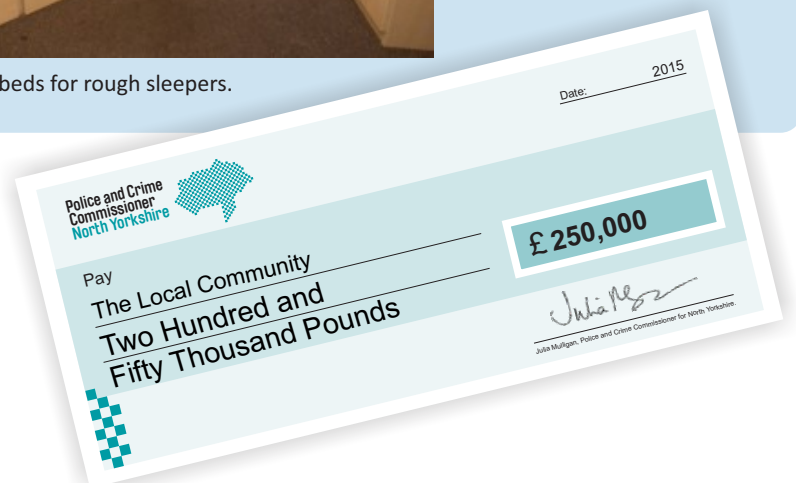 beds for rough sleepers.
Date: 2015
Police and Crime
Commissioner
North Yorkshire
Pay
The Local Community
£ 250,000
Two Hundred and
Fifty Thousand Pounds
Julia Mulligan, Police and Crime Commissioner for North Yorkshire.